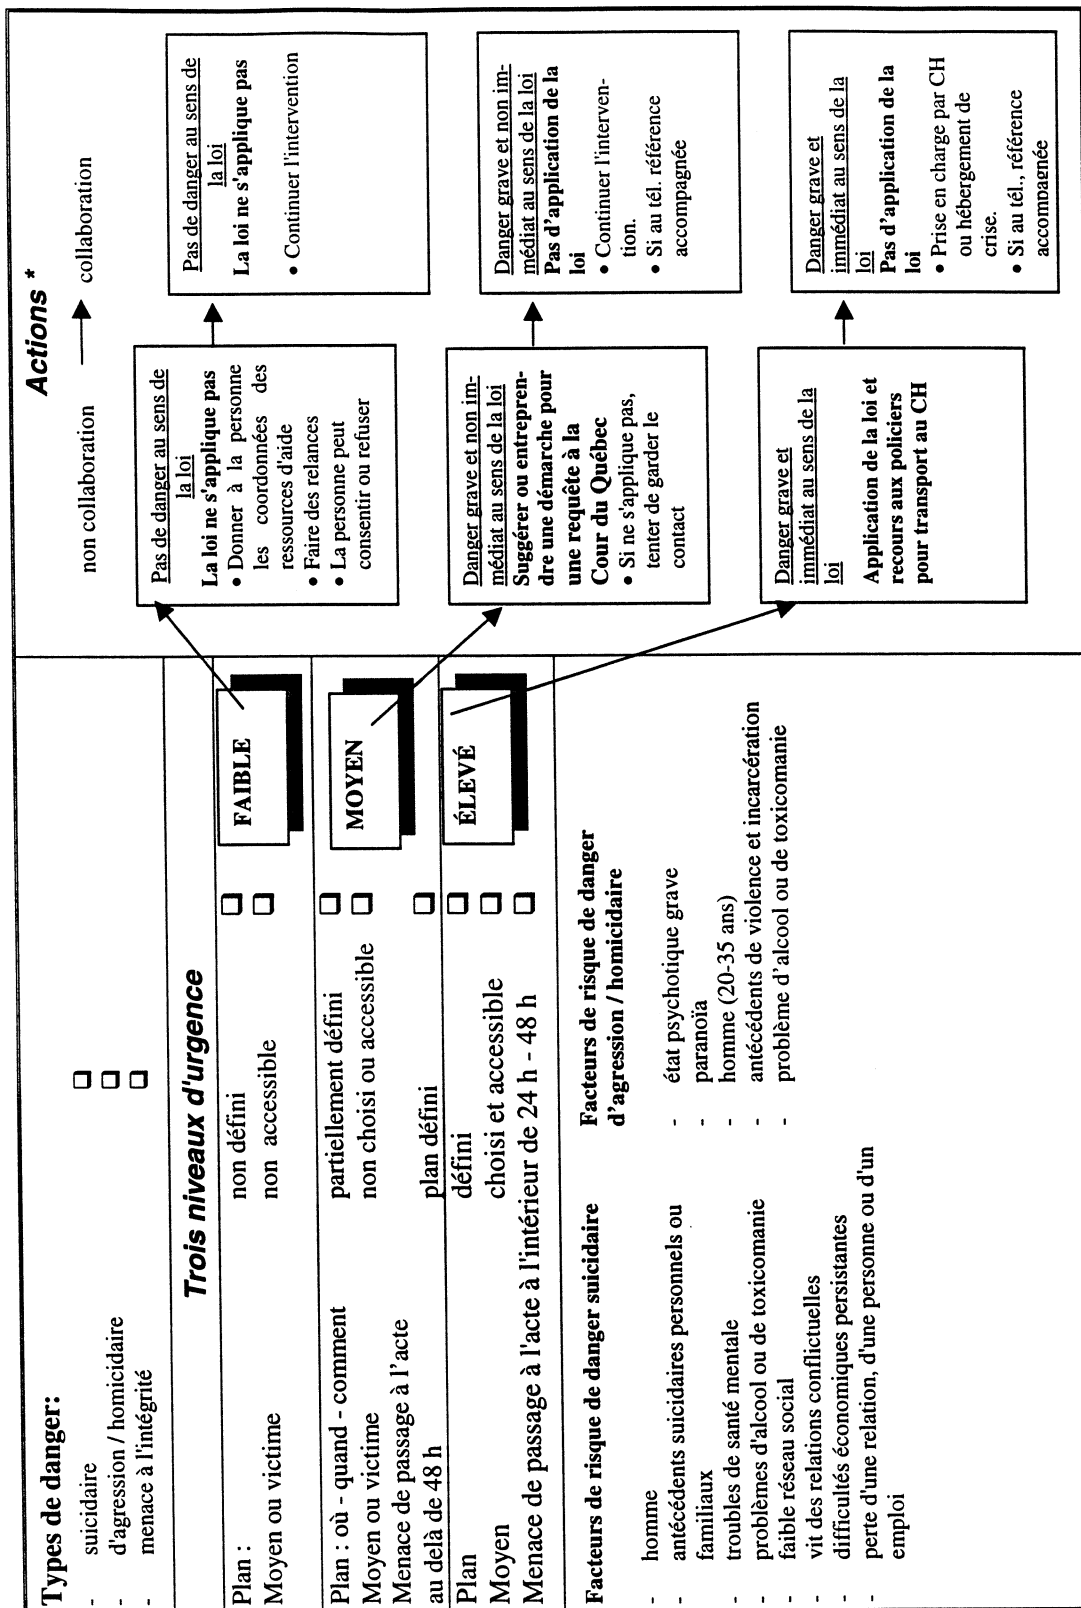 Types de danger:
- suicidaire ❑
- d'agression / homicidaire ❑
- menace à l'intégrité ❑
Trois niveaux d'urgence
Plan : non défini ❑
Moyen ou victime non accessible ❑
FAIBLE
Plan : où - quand - comment partiellement défini ❑
Moyen ou victime non choisi ou accessible ❑
Menace de passage à l'acte
au delà de 48 h plan défini ❑
MOYEN
Plan défini ❑
Moyen choisi et accessible ❑
Menace de passage à l'acte à l'intérieur de 24 h - 48 h ❑
ÉLEVÉ
Facteurs de risque de danger suicidaire
- homme
- antécédents suicidaires personnels ou
familiaux
- troubles de santé mentale
- problèmes d'alcool ou de toxicomanie
- faible réseau social
- vit des relations conflictuelles
- difficultés économiques persistantes
- perte d'une relation, d'une personne ou d'un
emploi
Facteurs de risque de danger
d'agression / homicidaire
- état psychotique grave
- paranoïa
- homme (20-35 ans)
- antécédents de violence et incarcération
- problème d'alcool ou de toxicomanie
Actions *
non collaboration → collaboration
Pas de danger au sens de
la loi
La loi ne s'applique pas
• Donner à la personne
les coordonnées des
ressources d'aide
• Faire des relances
• La personne peut
consentir ou refuser
Pas de danger au sens de
la loi
La loi ne s'applique pas
• Continuer l'intervention
Danger grave et non im-
médiat au sens de la loi
Suggérer ou entrepren-
dre une démarche pour
une requête à la
Cour du Québec
• Si ne s'applique pas,
tenter de garder le
contact
Danger grave et non im-
médiat au sens de la loi
Pas d'application de la
loi
• Continuer l'interven-
tion.
• Si au tél. référence
accompagnée
Danger grave et
immédiat au sens de la
loi
Application de la loi et
recours aux policiers
pour transport au CH
Danger grave et
immédiat au sens de la
loi
Pas d'application de la
loi
• Prise en charge par CH
ou hébergement de
crise.
• Si au tél., référence
accompagnée